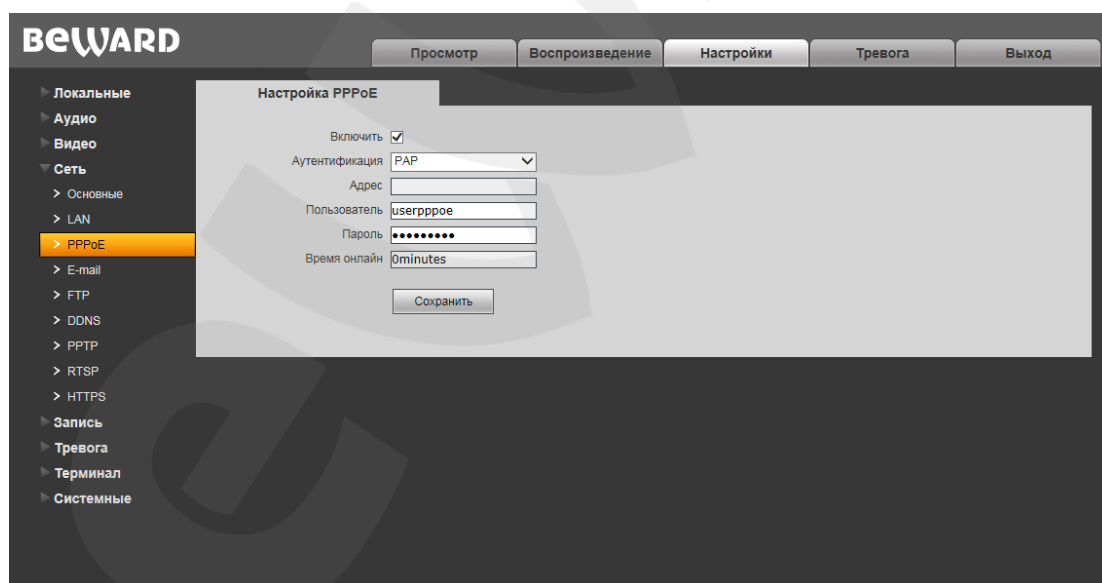 BEWARD
Просмотр Воспроизведение Настройки Тревога Выход
Локальные
Аудио
Видео
Сеть
> Основные
> LAN
> PPPoE
> E-mail
> FTP
> DDNS
> PPTP
> RTSP
> HTTPS
Запись
Тревога
Терминал
Системные
Настройка PPPoE
Включить
Аутентификация PAP
Адрес
Пользователь userpppoe
Пароль •••••••••
Время онлайн 0minutes
Сохранить